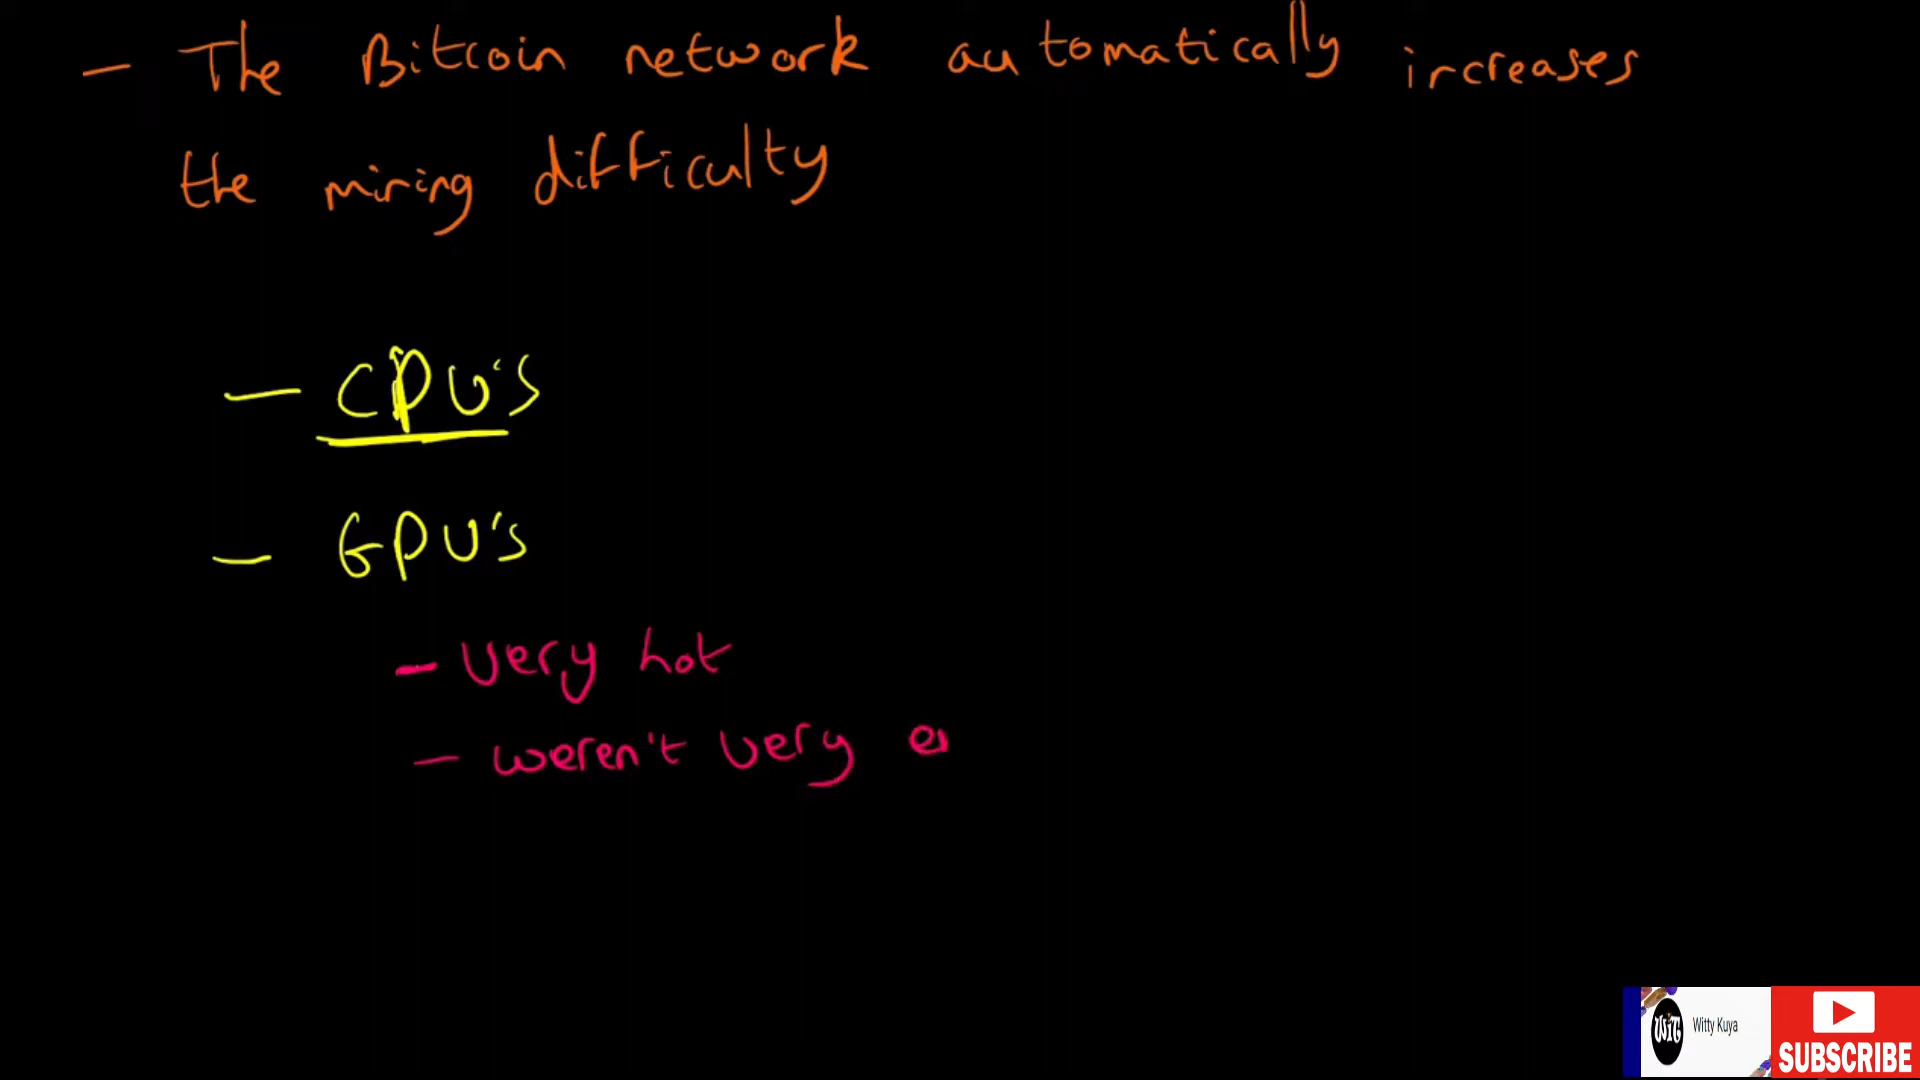 - The Bitcoin network automatically increases
the mining difficulty
- CPU's
- GPU's
- very hot
- weren't very
Witty Kuya
SUBSCRIBE